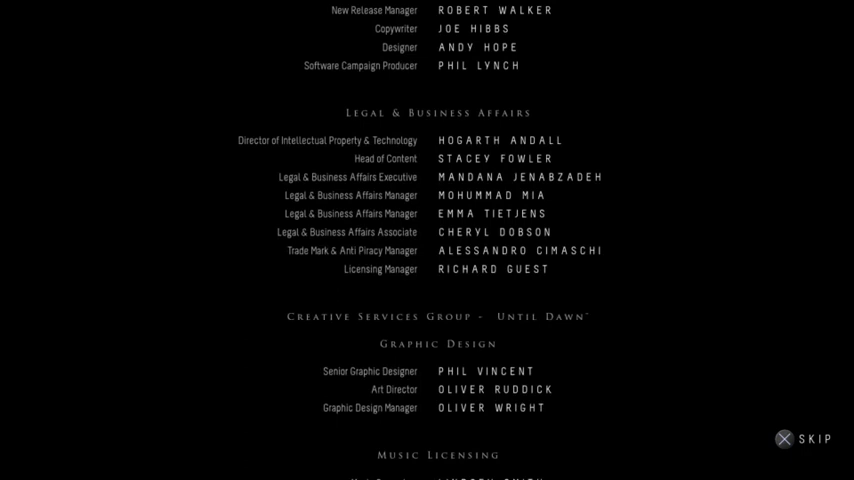 New Release Manager ROBERT WALKER
Copywriter JOE HIBBS
Designer ANDY HOPE
Software Campaign Producer PHIL LYNCH
LEGAL & BUSINESS AFFAIRS
Director of Intellectual Property & Technology HOGARTH ANDALL
Head of Content STACEY FOWLER
Legal & Business Affairs Executive MANDANA JENABZADEH
Legal & Business Affairs Manager MOHUMMAD MIA
Legal & Business Affairs Manager EMMA TIETJENS
Legal & Business Affairs Associate CHERYL DOBSON
Trade Mark & Anti Piracy Manager ALESSANDRO CIMASCHI
Licensing Manager RICHARD GUEST
CREATIVE SERVICES GROUP - UNTIL DAWN™
GRAPHIC DESIGN
Senior Graphic Designer PHIL VINCENT
Art Director OLIVER RUDDICK
Graphic Design Manager OLIVER WRIGHT
SKIP
MUSIC LICENSING